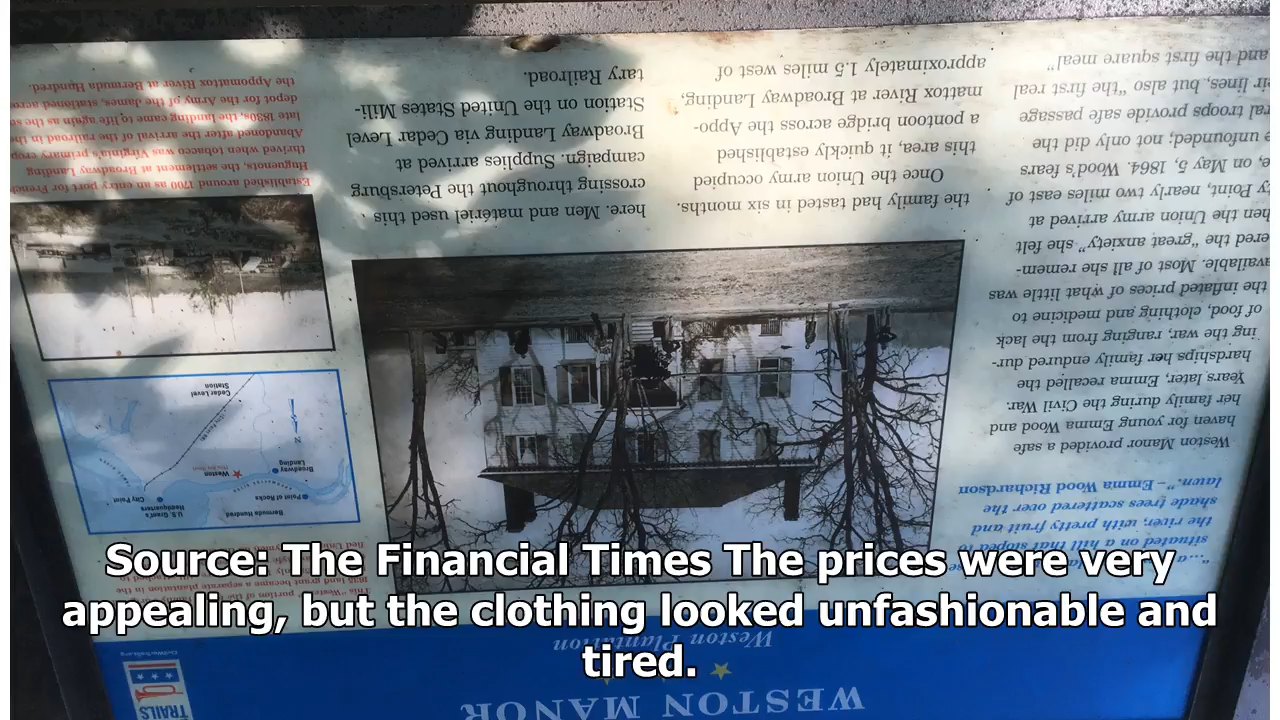 WESTON MANOR
Weston Plantation
TRAILS
CivilWarTrails.org
situated on a hill that sloped to
the river, with pretty fruit and
shade trees scattered over the
lawn." – Emma Wood Richardson
Weston Manor provided a safe
haven for young Emma Wood and
her family during the Civil War.
Years later, Emma recalled the
hardships her family endured dur-
ing the war, ranging from the lack
of food, clothing and medicine to
the inflated prices of what little was
available. Most of all she remem-
ered the "great anxiety" she felt
hen the Union army arrived at
ty Point, nearly two miles east of
e, on May 5, 1864. Wood's fears
e unfounded; not only did the
ral troops provide safe passage
eir lines, but also "the first real
and the first square meal"
the family had tasted in six months.
Once the Union army occupied
this area, it quickly established
a pontoon bridge across the Appo-
mattox River at Broadway Landing,
approximately 1.5 miles west of
here. Men and matériel used this
crossing throughout the Petersburg
campaign. Supplies arrived at
Broadway Landing via Cedar Level
Station on the United States Mili-
tary Railroad.
Bermuda Hundred
Point of Rocks
U.S. Grant's
Headquarters
City Point
Broadway
Landing
Weston
N
Cedar Level
Station
Established around 1700 as an entry port for French
Huguenots, the settlement at Broadway Landing
thrived when tobacco was Virginia's primary crop
Abandoned after the arrival of the railroad in the
late 1830s, the landing came to life again as the
depot for the Army of the James, stationed
the Appomattox River at Bermuda Hundred.
Source: The Financial Times The prices were very
appealing, but the clothing looked unfashionable and
tired.